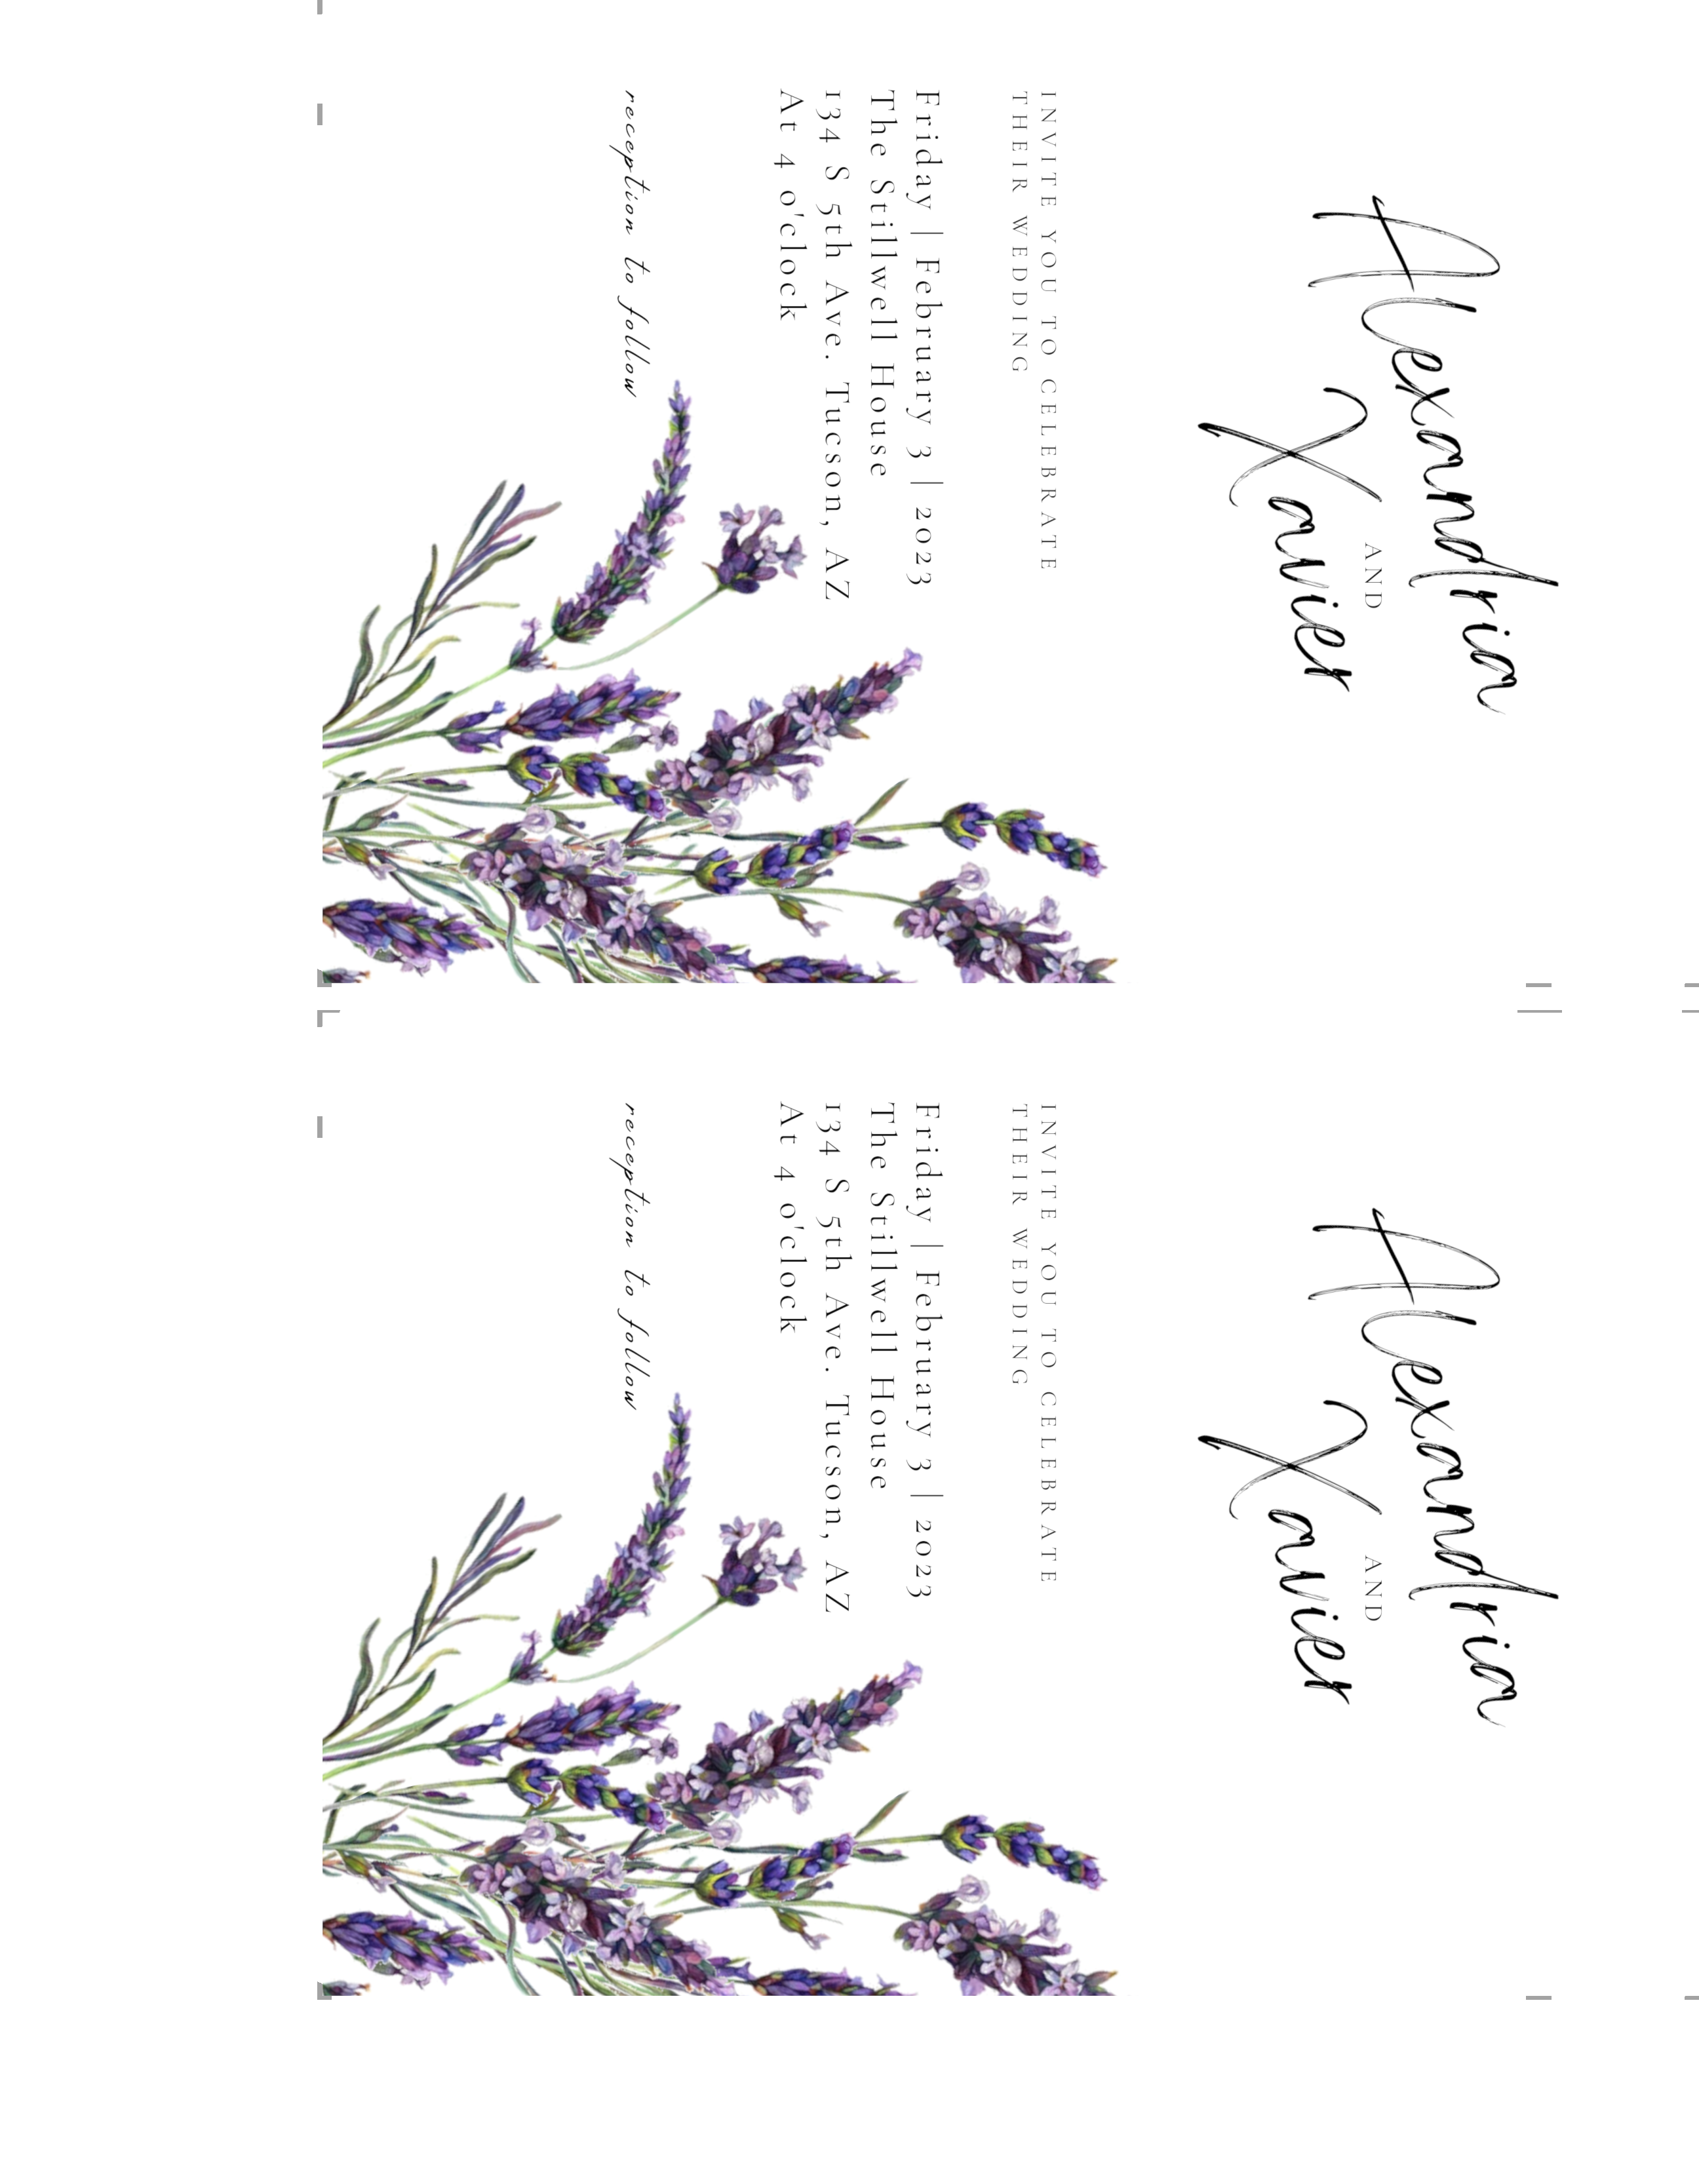 Alexandria
AND
Xavier
INVITE YOU TO CELEBRATE
THEIR WEDDING
Friday | February 3 | 2023
The Stillwell House
134 S 5th Ave. Tucson, AZ
At 4 o'clock
reception to follow
Alexandria
AND
Xavier
INVITE YOU TO CELEBRATE
THEIR WEDDING
Friday | February 3 | 2023
The Stillwell House
134 S 5th Ave. Tucson, AZ
At 4 o'clock
reception to follow